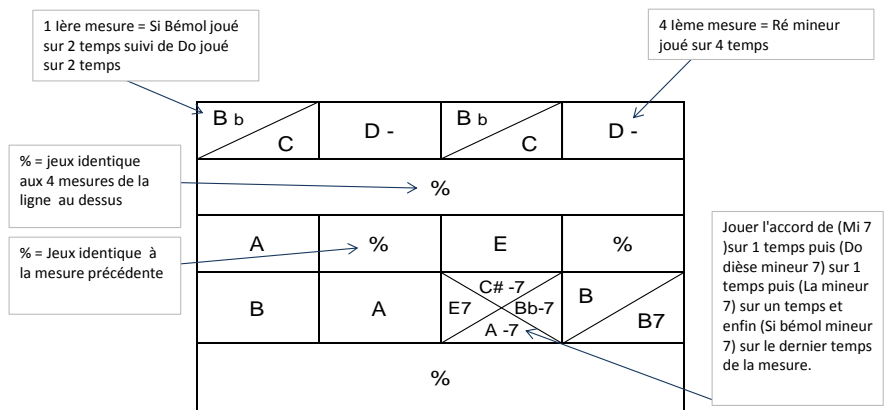 1 Ière mesure = Si Bémol joué
sur 2 temps suivi de Do joué
sur 2 temps
4 Ième mesure = Ré mineur
joué sur 4 temps
B b
C
D -
B b
C
D -
% = jeux identique
aux 4 mesures de la
ligne au dessus
%
% = Jeux identique à
la mesure précédente
A
%
E
%
Jouer l'accord de (Mi 7
)sur 1 temps puis (Do
dièse mineur 7) sur 1
temps puis (La mineur
7) sur un temps et
enfin (Si bémol mineur
7) sur le dernier temps
de la mesure.
B
A
C# -7
E7
Bb-7
A -7
B
B7
%